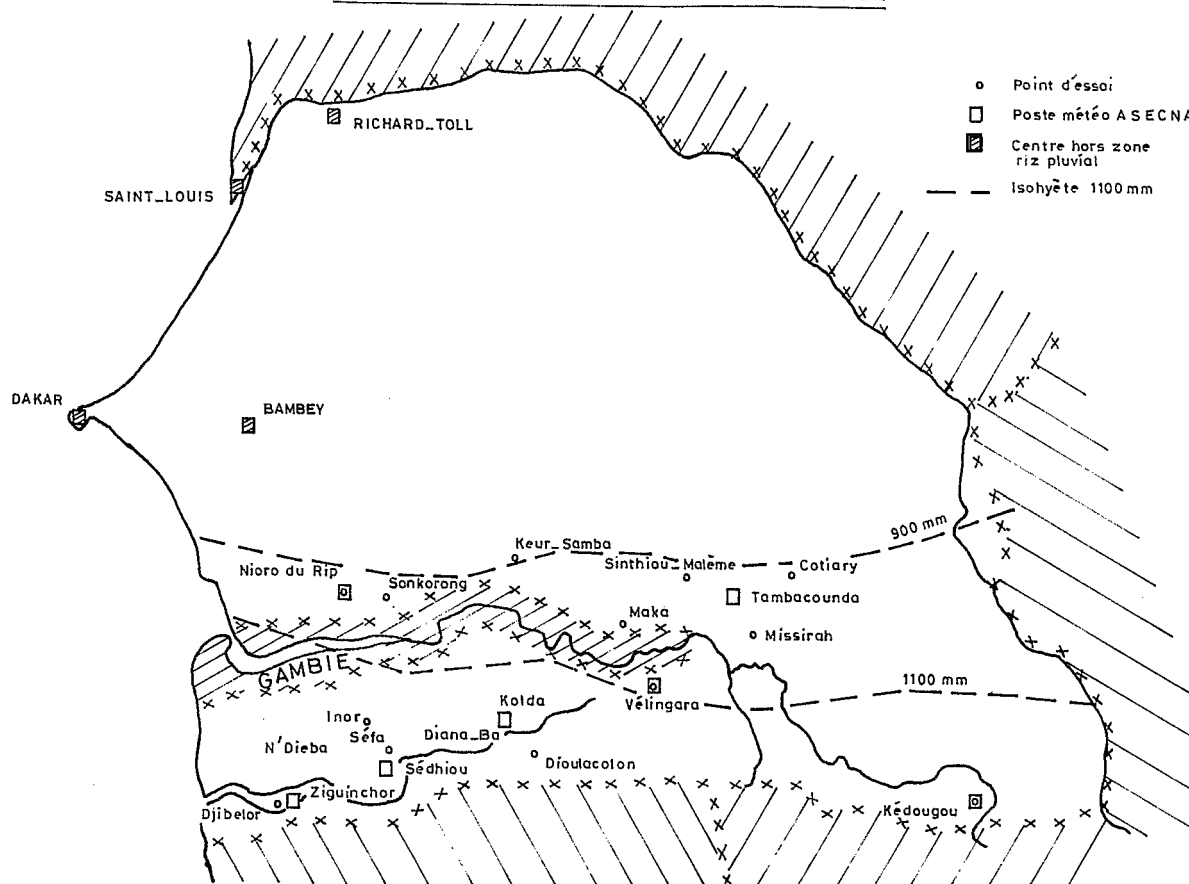 Point d'essai
Poste météo ASECNA
Centre hors zone
riz pluvial
Isohyète 1100 mm
RICHARD_TOLL
SAINT_LOUIS
DAKAR
BAMBEY
900 mm
Keur_Samba
Sinthiou_Malème
Cotiary
Nioro du Rip
Sonkorong
Tambacounda
Maka
Missirah
GAMBIE
1100 mm
Vélingara
Kolda
Inor
Séfa
Diana_Ba
N'Dieba
Dioulacolon
Sédhiou
Ziguinchor
Djibelor
Kédougou